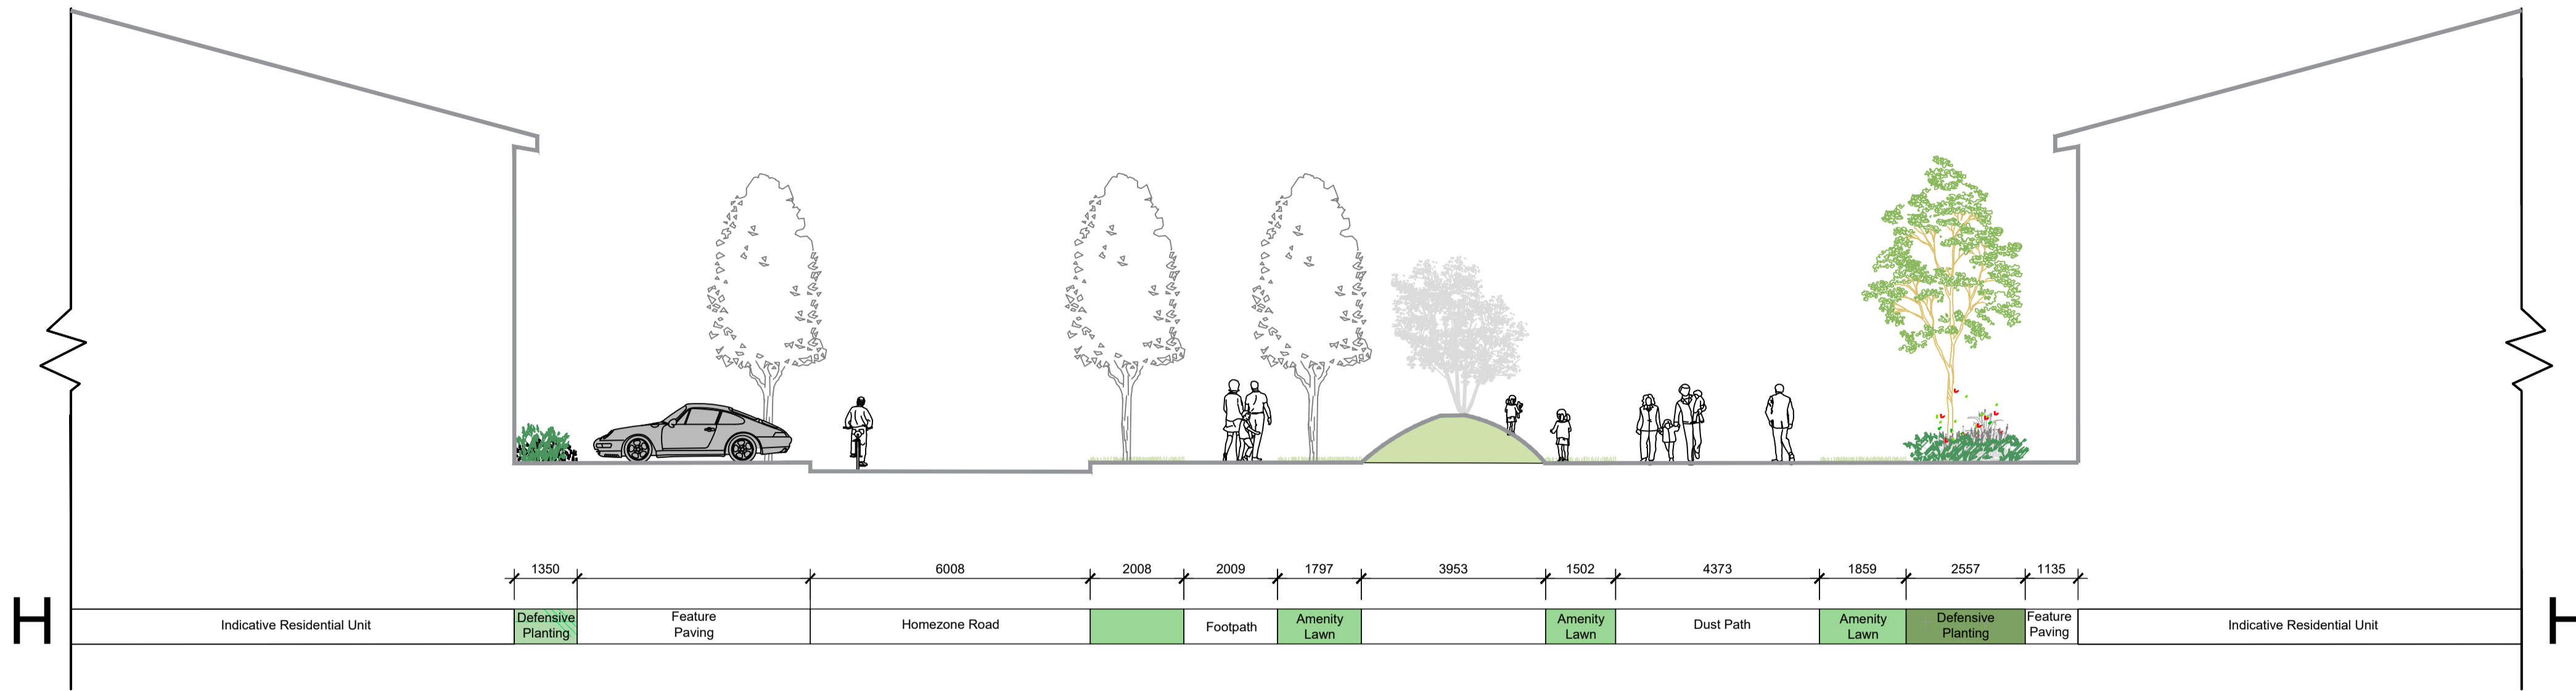 1350
6008
2008
2009
1797
3953
1502
4373
1859
2557
1135
H
Indicative Residential Unit
Defensive
Planting
Feature
Paving
Homezone Road
Footpath
Amenity
Lawn
Amenity
Lawn
Dust Path
Amenity
Lawn
Defensive
Planting
Feature
Paving
Indicative Residential Unit
H